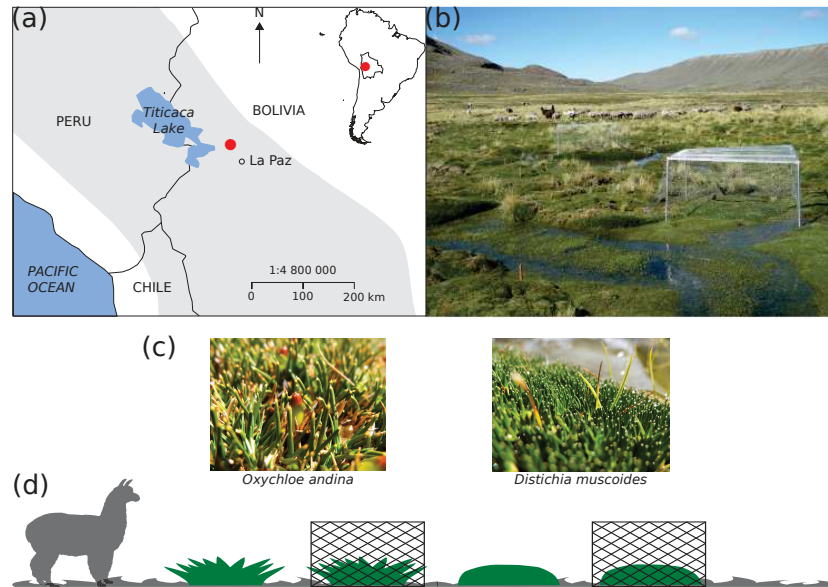 (a)
N
PERU
Titicaca
Lake
BOLIVIA
La Paz
PACIFIC
OCEAN
CHILE
1:4 800 000
0 100 200 km
(b)
(c)
Oxychloe andina
Distichia muscoides
(d)